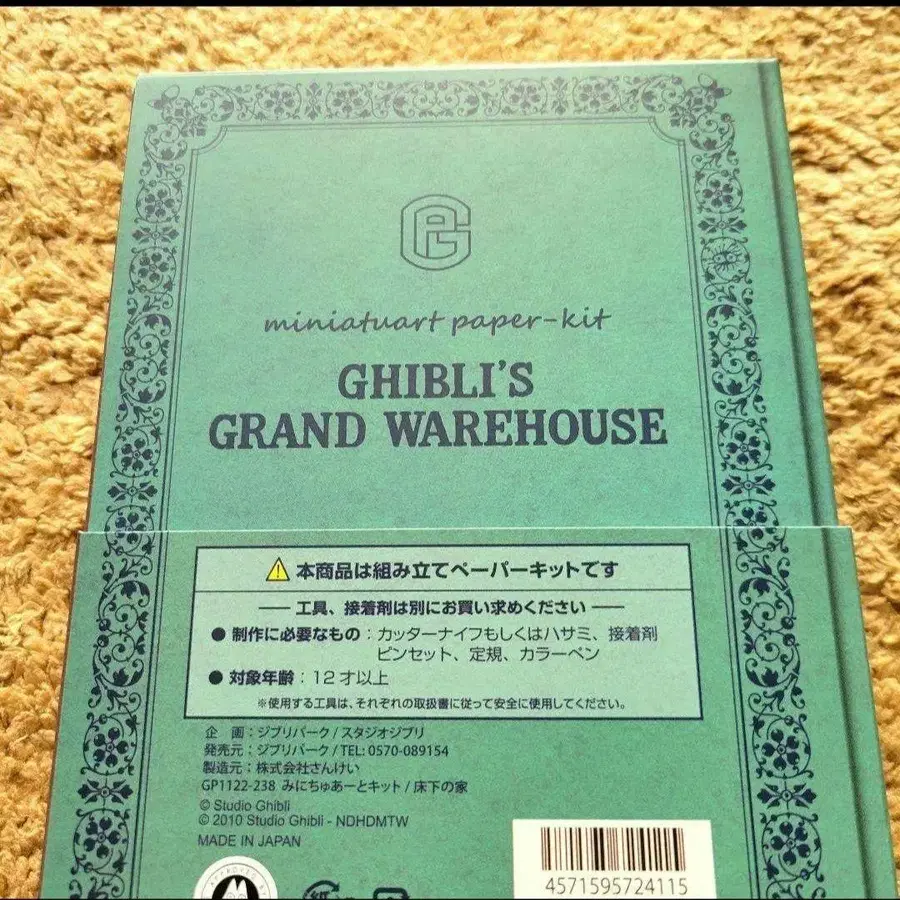 miniatuart paper-kit
GHIBLI'S
GRAND WAREHOUSE
本商品は組み立てペーパーキットです
工具、接着剤は別にお買い求めください
● 制作に必要なもの：カッターナイフもしくはハサミ、接着剤
ピンセット、定規、カラーペン
● 対象年齢：12才以上
※使用する工具は、それぞれの取扱書に従って安全に使用してください。
企　画：ジブリパーク / スタジオジブリ
発売元：ジブリパーク / TEL: 0570-089154
製造元：株式会社さんけい
GP1122-238 みにちゅあーとキット / 床下の家
© Studio Ghibli
© 2010 Studio Ghibli - NDHDMTW
MADE IN JAPAN
APPROVED
4571595724115